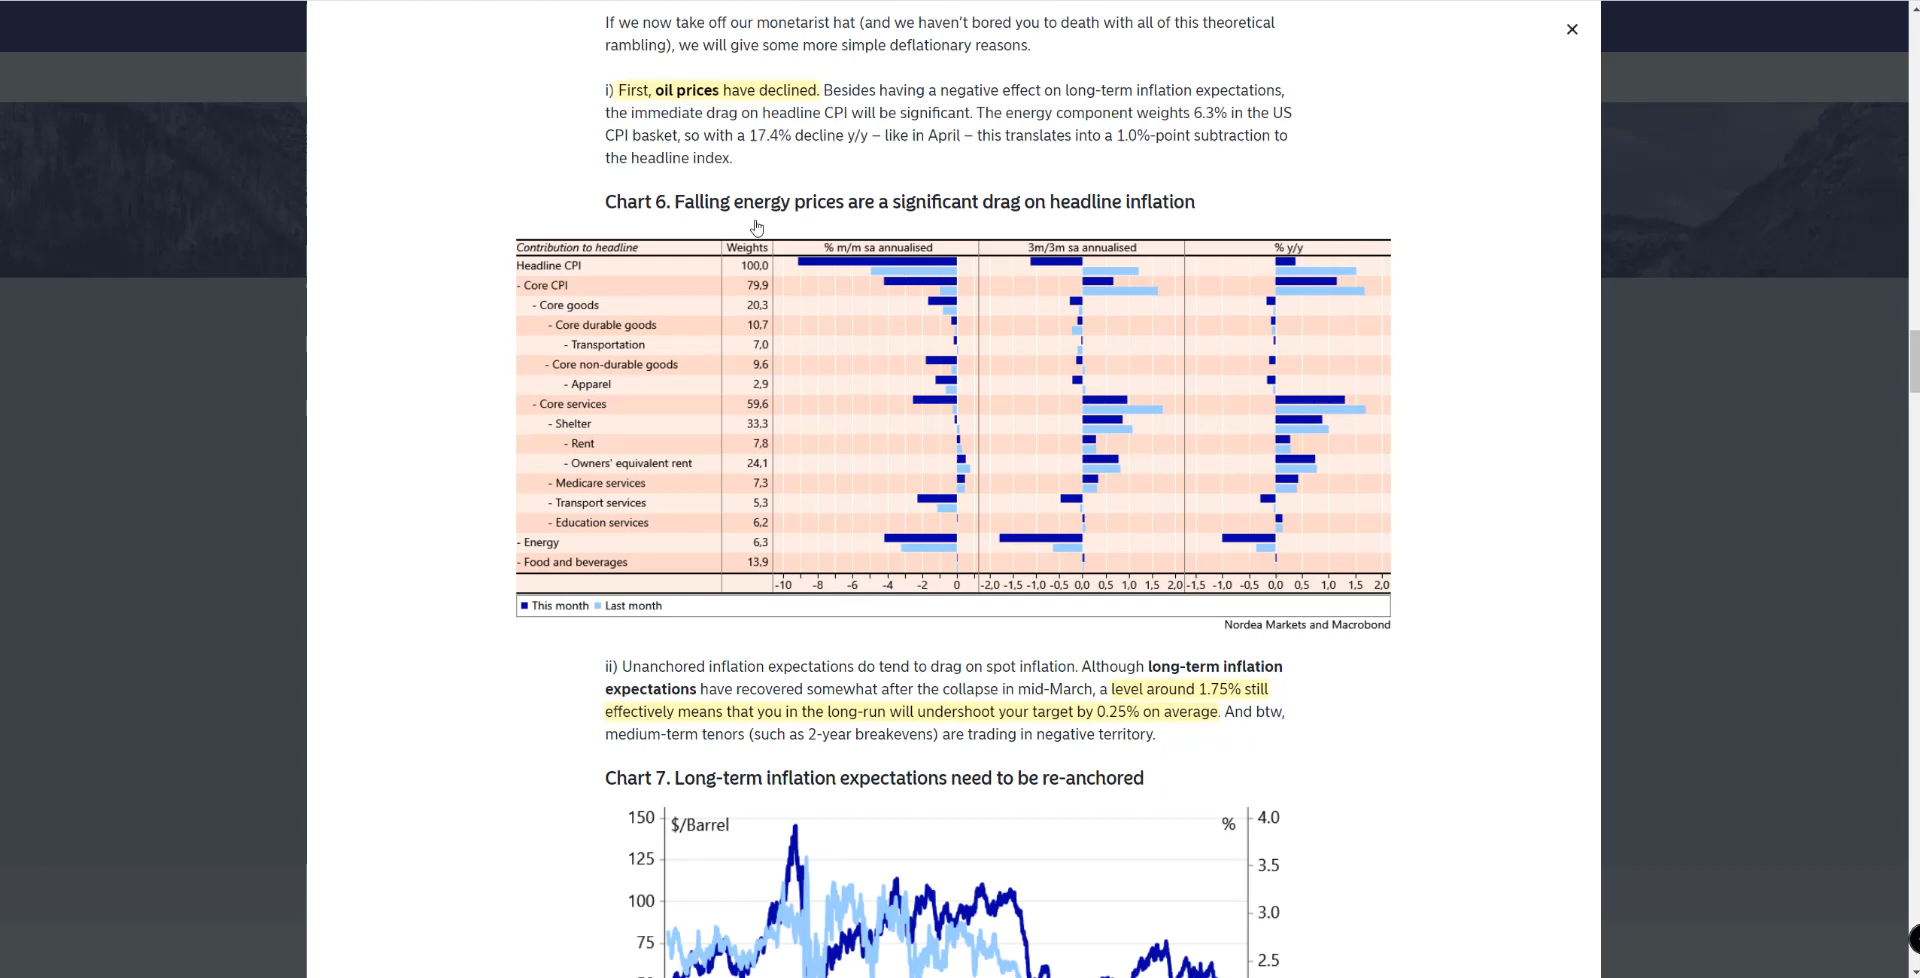 If we now take off our monetarist hat (and we haven't bored you to death with all of this theoretical
rambling), we will give some more simple deflationary reasons.
i) First, oil prices have declined. Besides having a negative effect on long-term inflation expectations,
the immediate drag on headline CPI will be significant. The energy component weights 6.3% in the US
CPI basket, so with a 17.4% decline y/y – like in April – this translates into a 1.0%-point subtraction to
the headline index.
Chart 6. Falling energy prices are a significant drag on headline inflation
Contribution to headline Weights % m/m sa annualised 3m/3m sa annualised % y/y
Headline CPI 100,0
- Core CPI 79,9
- Core goods 20,3
- Core durable goods 10,7
- Transportation 7,0
- Core non-durable goods 9,6
- Apparel 2,9
- Core services 59,6
- Shelter 33,3
- Rent 7,8
- Owners' equivalent rent 24,1
- Medicare services 7,3
- Transport services 5,3
- Education services 6,2
- Energy 6,3
- Food and beverages 13,9
-10 -8 -6 -4 -2 0 -2,0 -1,5 -1,0 -0,5 0,0 0,5 1,0 1,5 2,0 -1,5 -1,0 -0,5 0,0 0,5 1,0 1,5 2,0
This month Last month
Nordea Markets and Macrobond
ii) Unanchored inflation expectations do tend to drag on spot inflation. Although long-term inflation
expectations have recovered somewhat after the collapse in mid-March, a level around 1.75% still
effectively means that you in the long-run will undershoot your target by 0.25% on average. And btw,
medium-term tenors (such as 2-year breakevens) are trading in negative territory.
Chart 7. Long-term inflation expectations need to be re-anchored
150 $/Barrel % 4.0
125 3.5
100 3.0
75 2.5